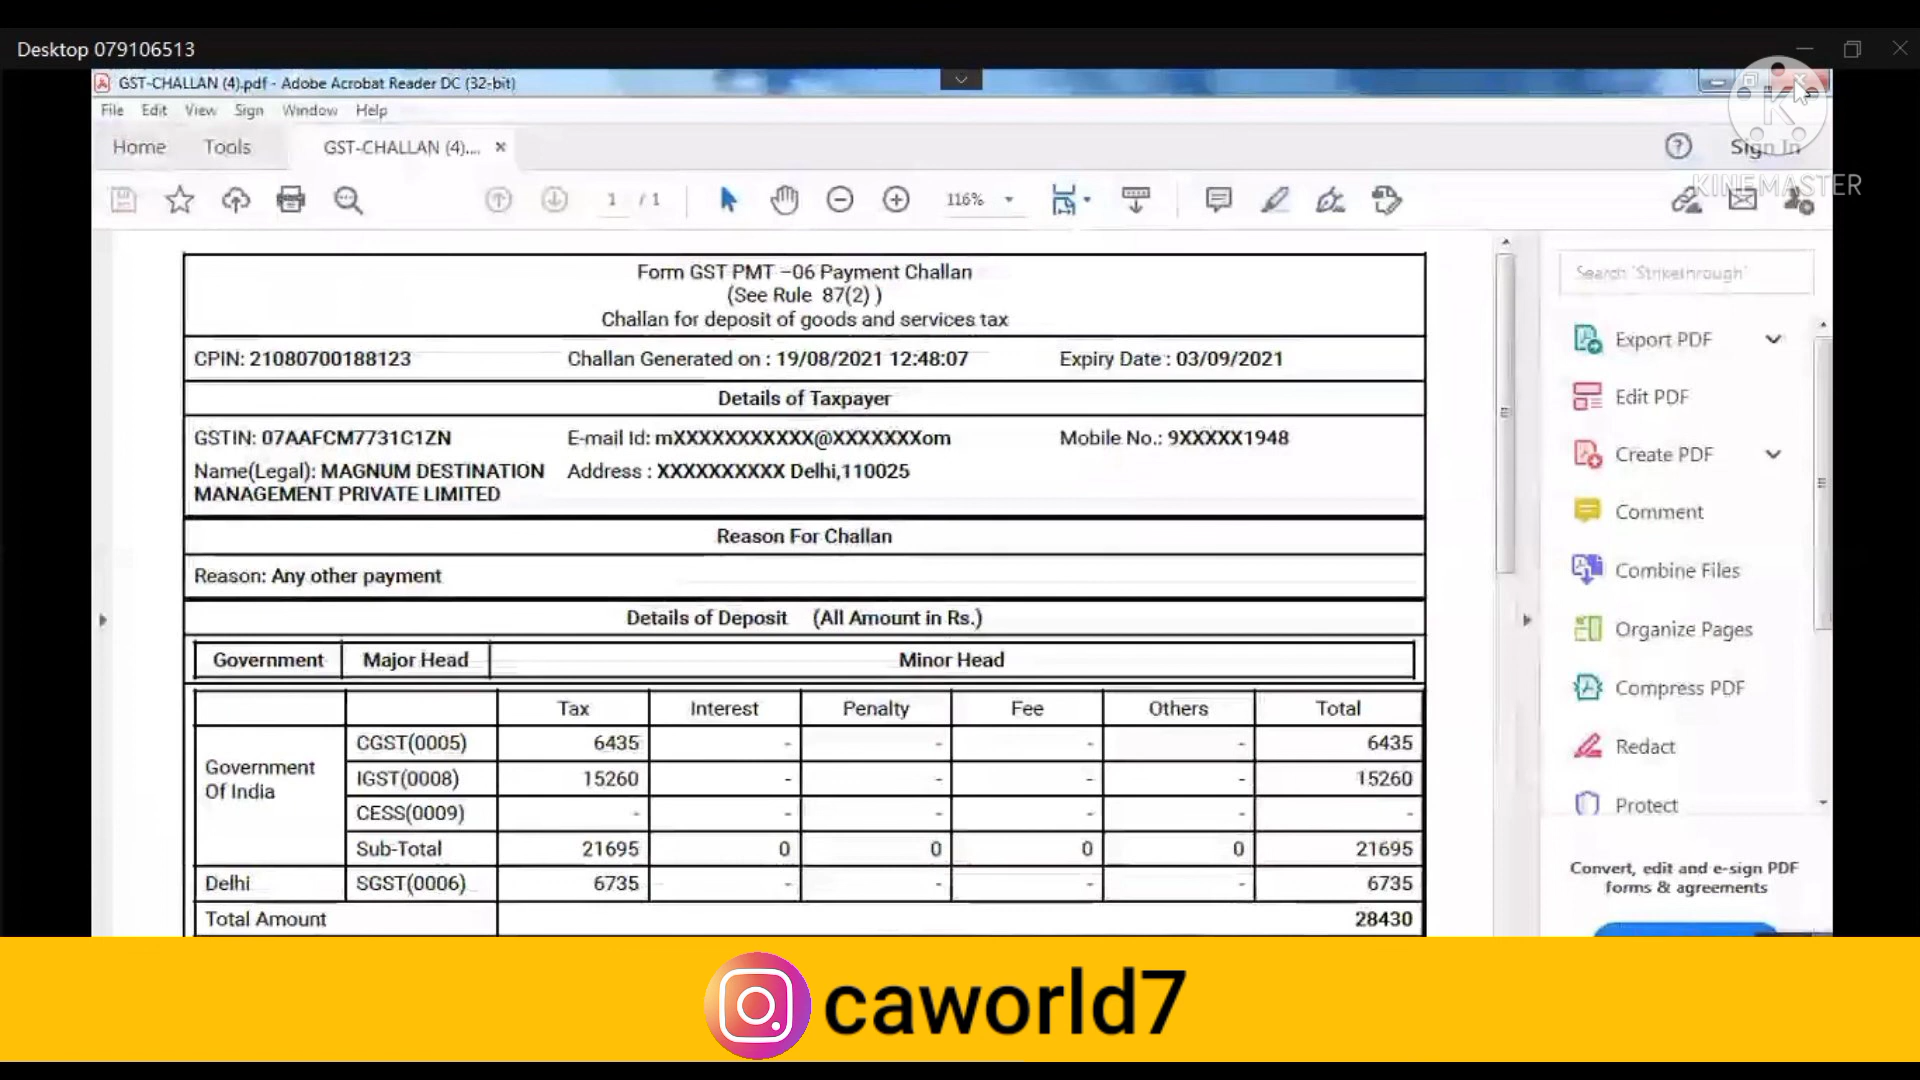 Desktop 079106513
GST-CHALLAN (4).pdf - Adobe Acrobat Reader DC (32-bit)
File Edit View Sign Window Help
Home Tools GST-CHALLAN (4).... × Sign In
1 / 1 116%
KINEMASTER
Form GST PMT –06 Payment Challan
(See Rule 87(2) )
Challan for deposit of goods and services tax
CPIN: 21080700188123 Challan Generated on : 19/08/2021 12:48:07 Expiry Date : 03/09/2021
Details of Taxpayer
GSTIN: 07AAFCM7731C1ZN E-mail Id: mXXXXXXXXXXX@XXXXXXXom Mobile No.: 9XXXXX1948
Name(Legal): MAGNUM DESTINATION Address : XXXXXXXXXX Delhi,110025
MANAGEMENT PRIVATE LIMITED
Reason For Challan
Reason: Any other payment
Details of Deposit (All Amount in Rs.)
Government Major Head Minor Head
Tax Interest Penalty Fee Others Total
Government Of India
CGST(0005) 6435 - - - - 6435
IGST(0008) 15260 - - - - 15260
CESS(0009) - - - - - -
Sub-Total 21695 0 0 0 0 21695
Delhi SGST(0006) 6735 - - - - 6735
Total Amount 28430
Search 'Strikethrough'
Export PDF
Edit PDF
Create PDF
Comment
Combine Files
Organize Pages
Compress PDF
Redact
Protect
Convert, edit and e-sign PDF
forms & agreements
caworld7